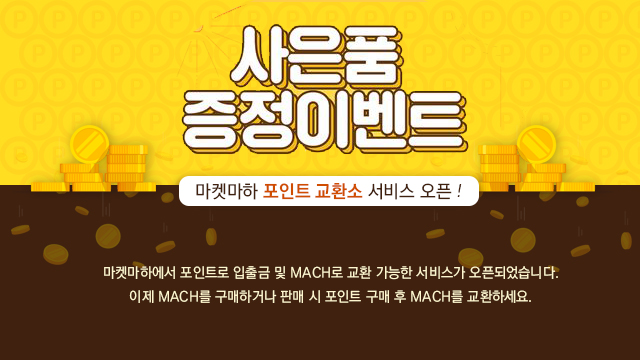 사은품
증정이벤트
마켓마하 포인트 교환소 서비스 오픈 !
마켓마하에서 포인트로 입출금 및 MACH로 교환 가능한 서비스가 오픈되었습니다.
이제 MACH를 구매하거나 판매 시 포인트 구매 후 MACH를 교환하세요.